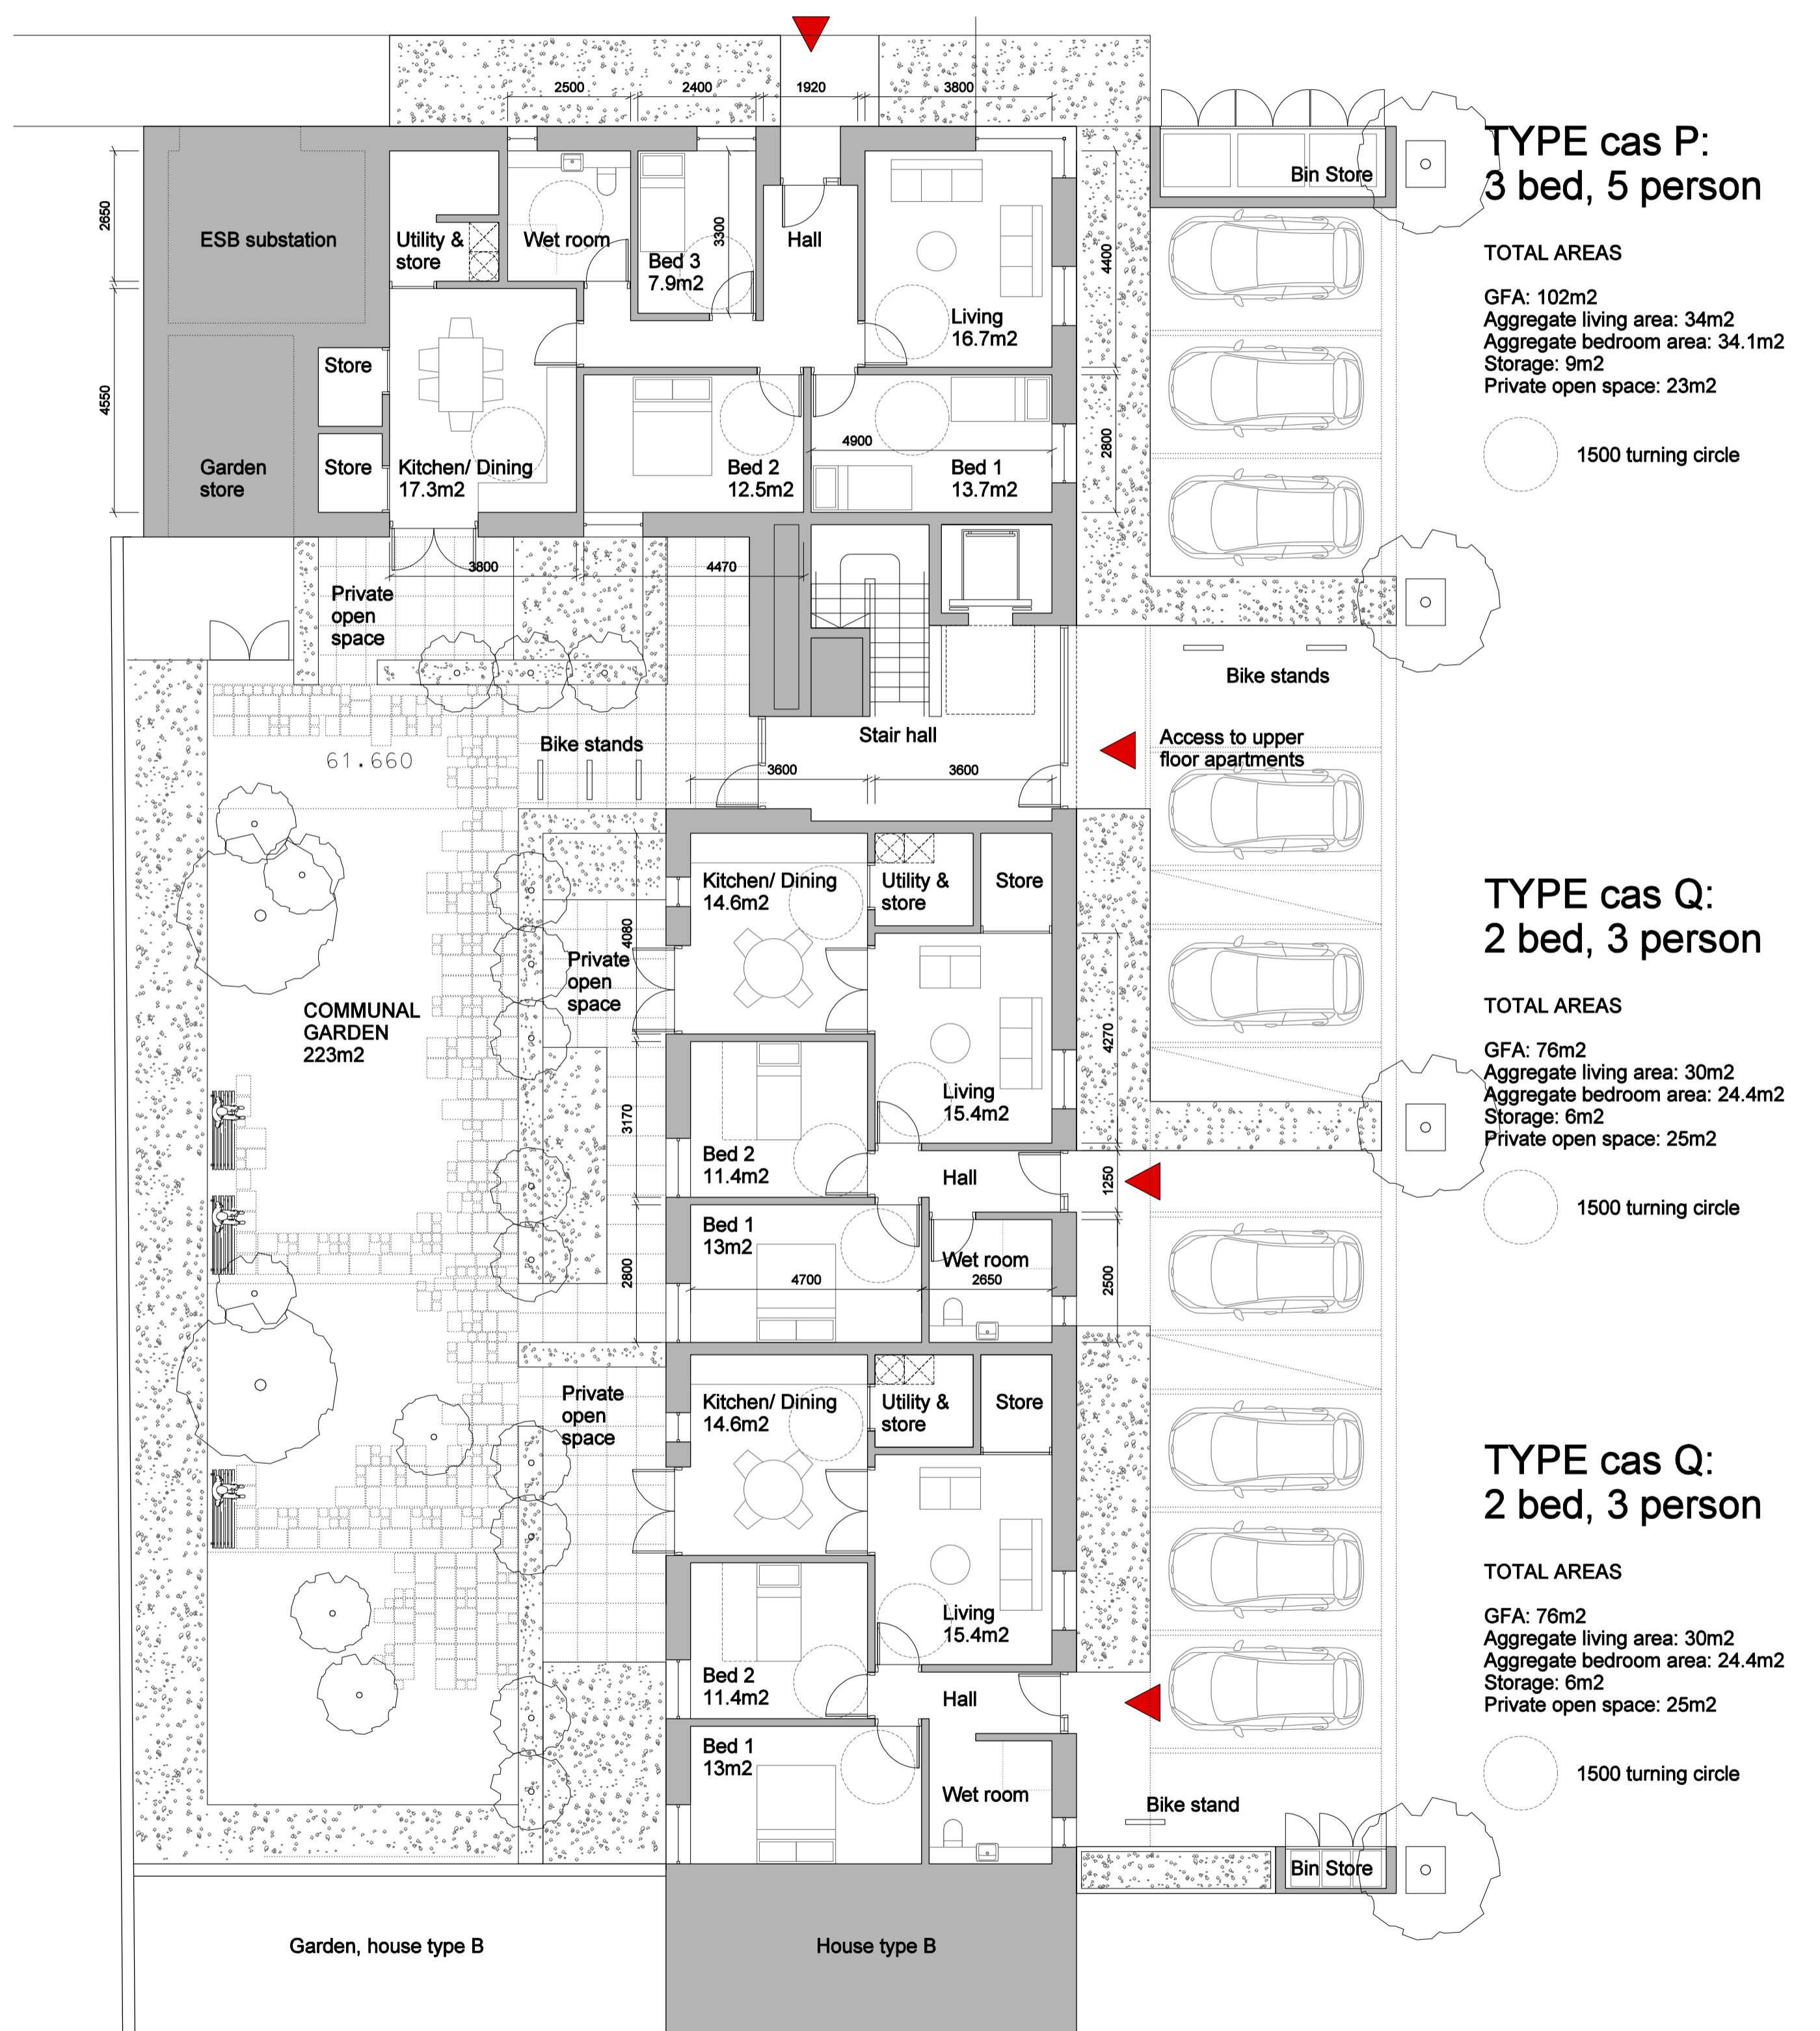 2500
2400
1920
3800
TYPE cas P:
3 bed, 5 person
TOTAL AREAS
GFA: 102m2
Aggregate living area: 34m2
Aggregate bedroom area: 34.1m2
Storage: 9m2
Private open space: 23m2
1500 turning circle
Bin Store
2650
4550
ESB substation
Utility &
store
Wet room
3300
Bed 3
7.9m2
Hall
Living
16.7m2
4400
2800
Store
Store
Garden
store
Kitchen/ Dining
17.3m2
Bed 2
12.5m2
4900
Bed 1
13.7m2
3800
4470
Private
open
space
Bike stands
61.660
Bike stands
Stair hall
3600
3600
Access to upper
floor apartments
TYPE cas Q:
2 bed, 3 person
TOTAL AREAS
GFA: 76m2
Aggregate living area: 30m2
Aggregate bedroom area: 24.4m2
Storage: 6m2
Private open space: 25m2
1500 turning circle
Kitchen/ Dining
14.6m2
Utility &
store
Store
4080
Private
open
space
COMMUNAL
GARDEN
223m2
4270
Living
15.4m2
3170
Bed 2
11.4m2
Hall
1250
Bed 1
13m2
Wet room
2800
4700
2650
2500
Private
open
space
Kitchen/ Dining
14.6m2
Utility &
store
Store
TYPE cas Q:
2 bed, 3 person
TOTAL AREAS
GFA: 76m2
Aggregate living area: 30m2
Aggregate bedroom area: 24.4m2
Storage: 6m2
Private open space: 25m2
1500 turning circle
Living
15.4m2
Bed 2
11.4m2
Hall
Bed 1
13m2
Wet room
Bike stand
Bin Store
Garden, house type B
House type B